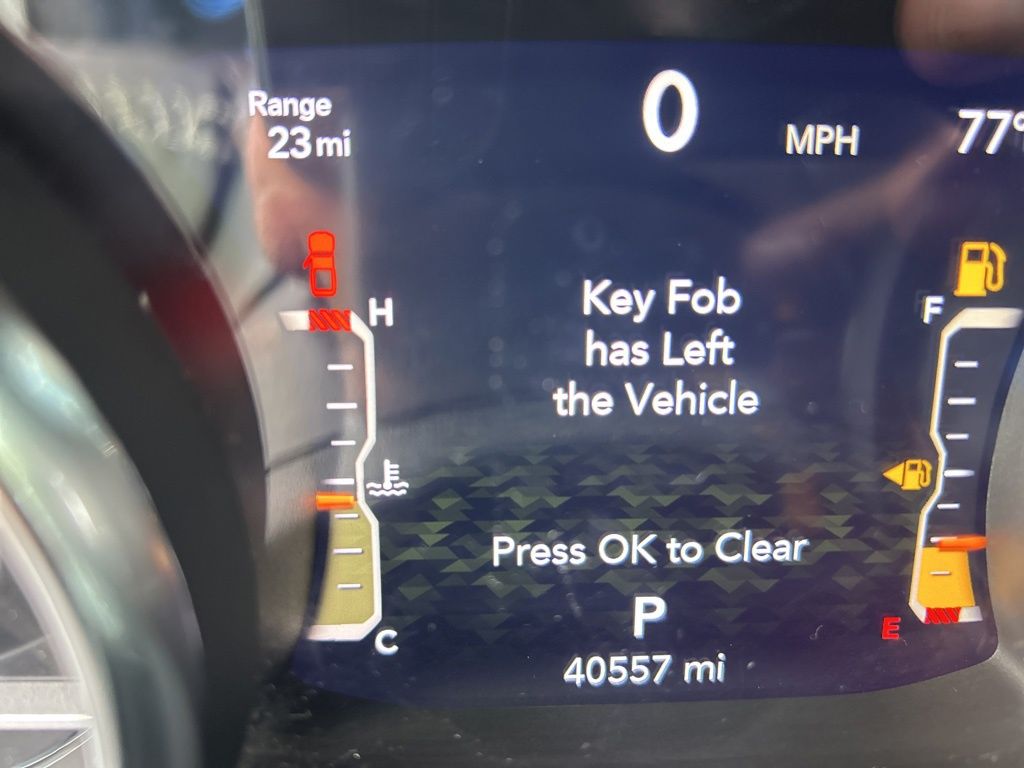 Range
23 mi
0
MPH
77°
H
F
Key Fob
has Left
the Vehicle
Press OK to Clear
P
E
C
40557 mi